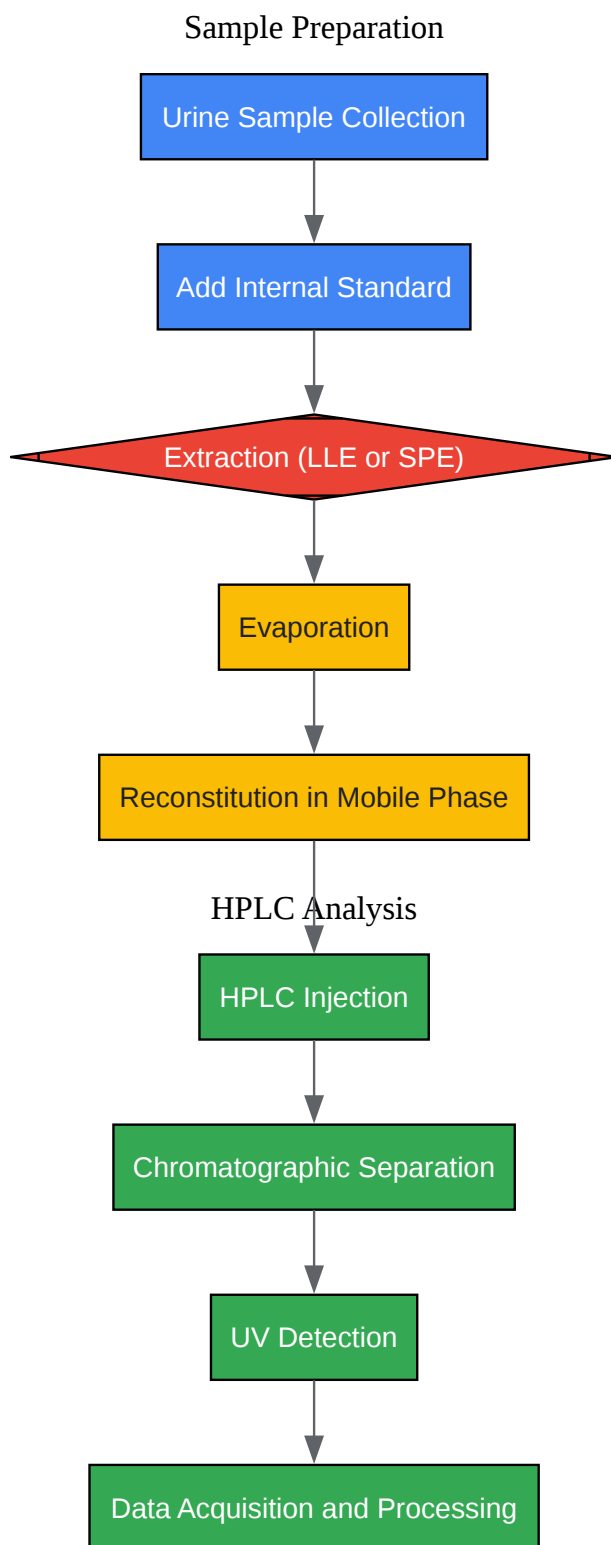 Sample Preparation
Urine Sample Collection
Add Internal Standard
Extraction (LLE or SPE)
Evaporation
Reconstitution in Mobile Phase
HPLC Analysis
HPLC Injection
Chromatographic Separation
UV Detection
Data Acquisition and Processing